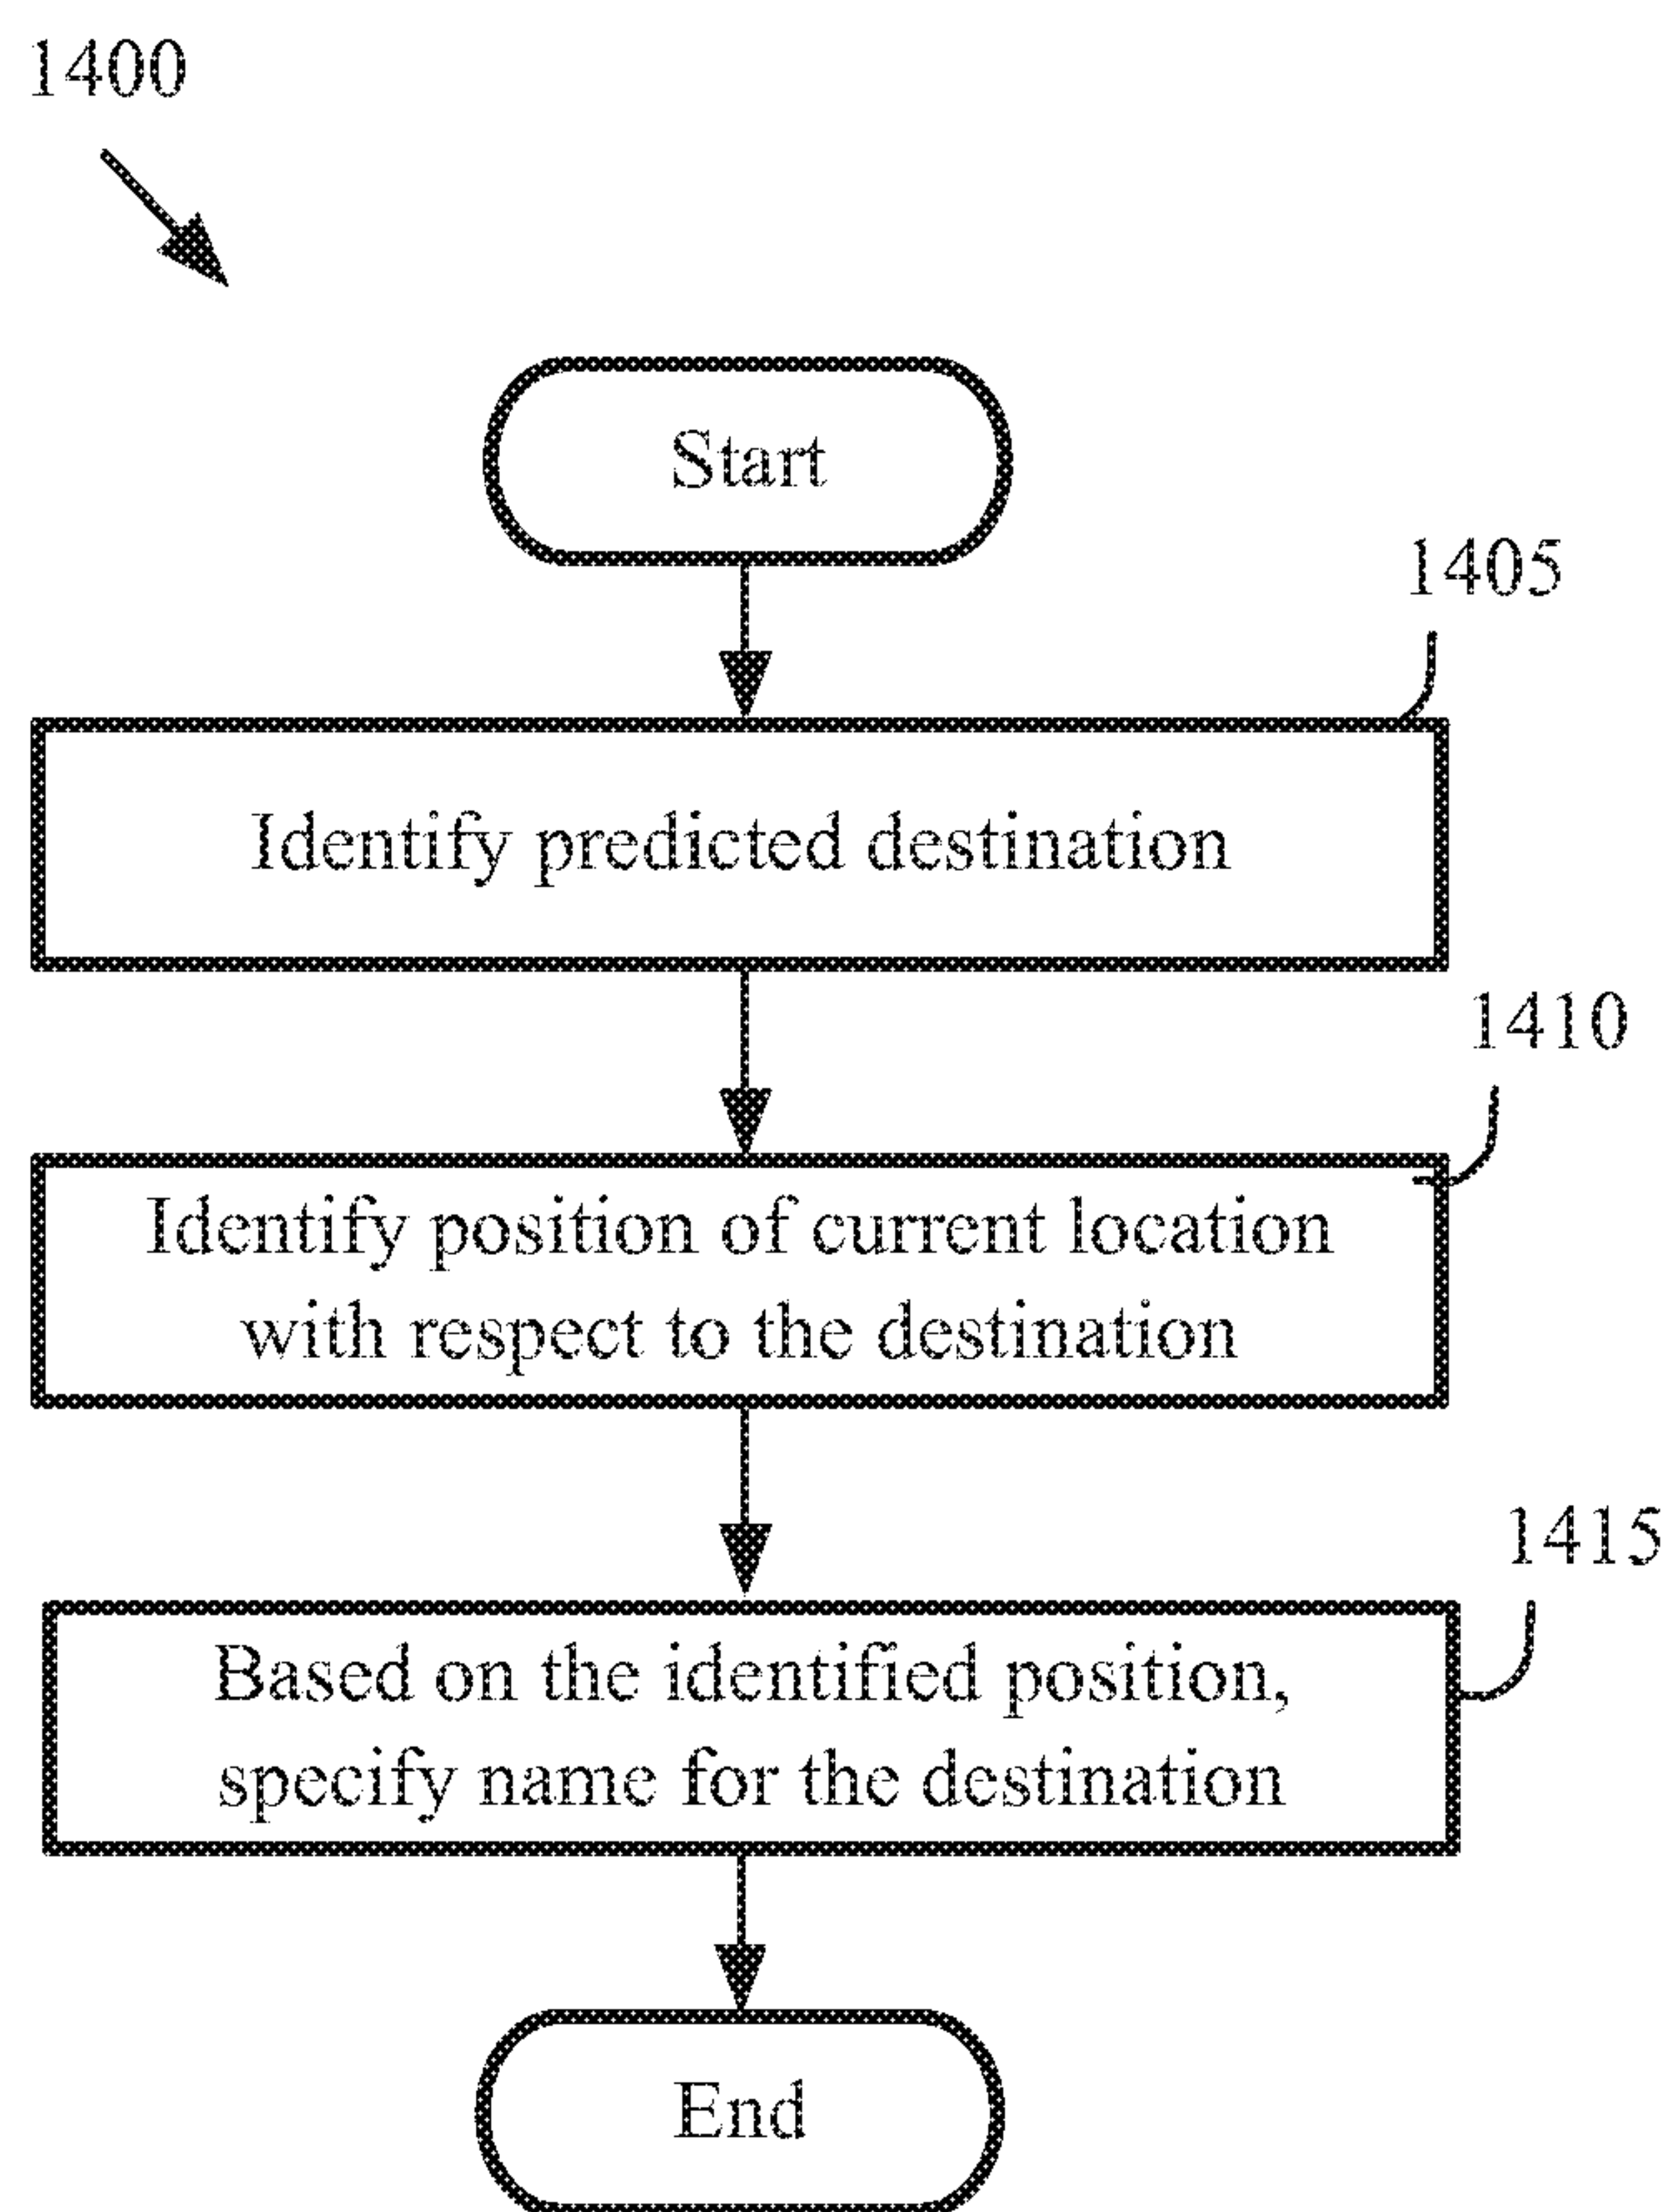 1400
Start
1405
Identify predicted destination
1410
Identify position of current location
with respect to the destination
1415
Based on the identified position,
specify name for the destination
End